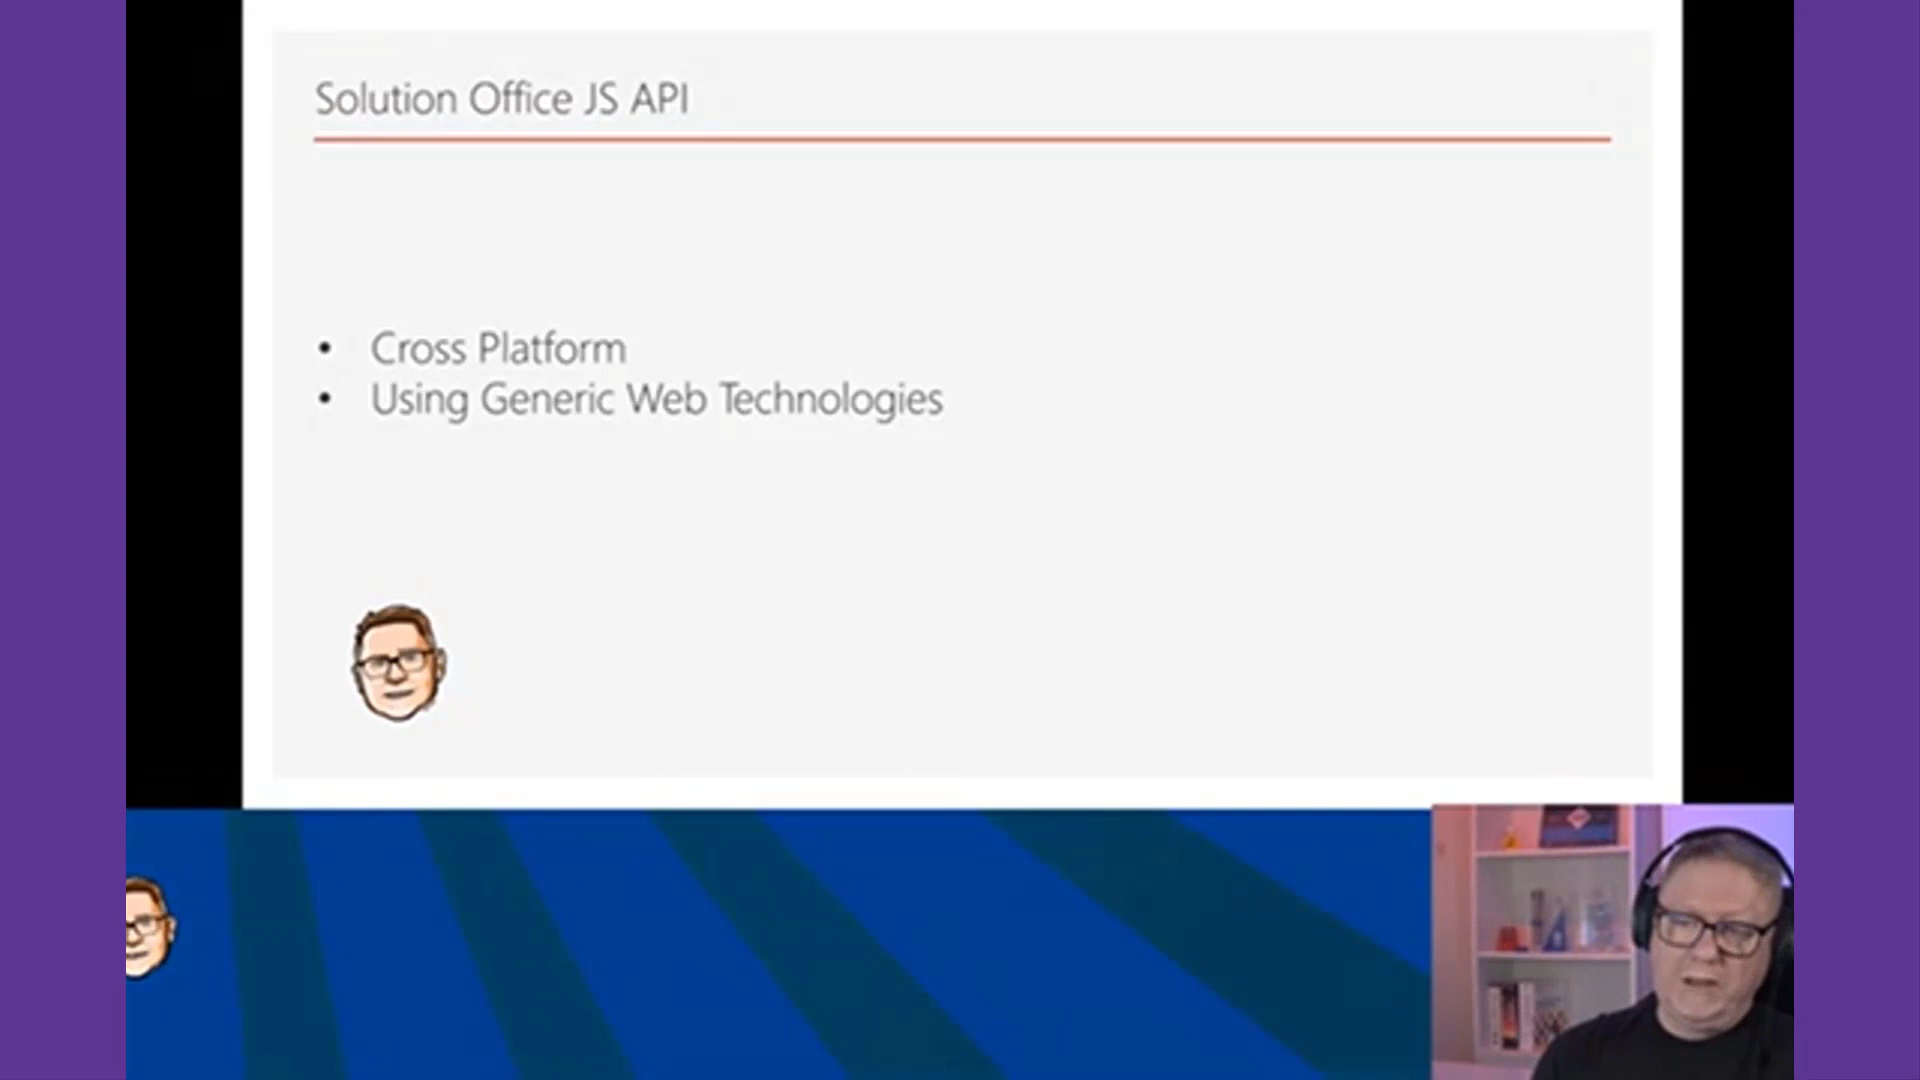 Solution Office JS API
• Cross Platform
• Using Generic Web Technologies